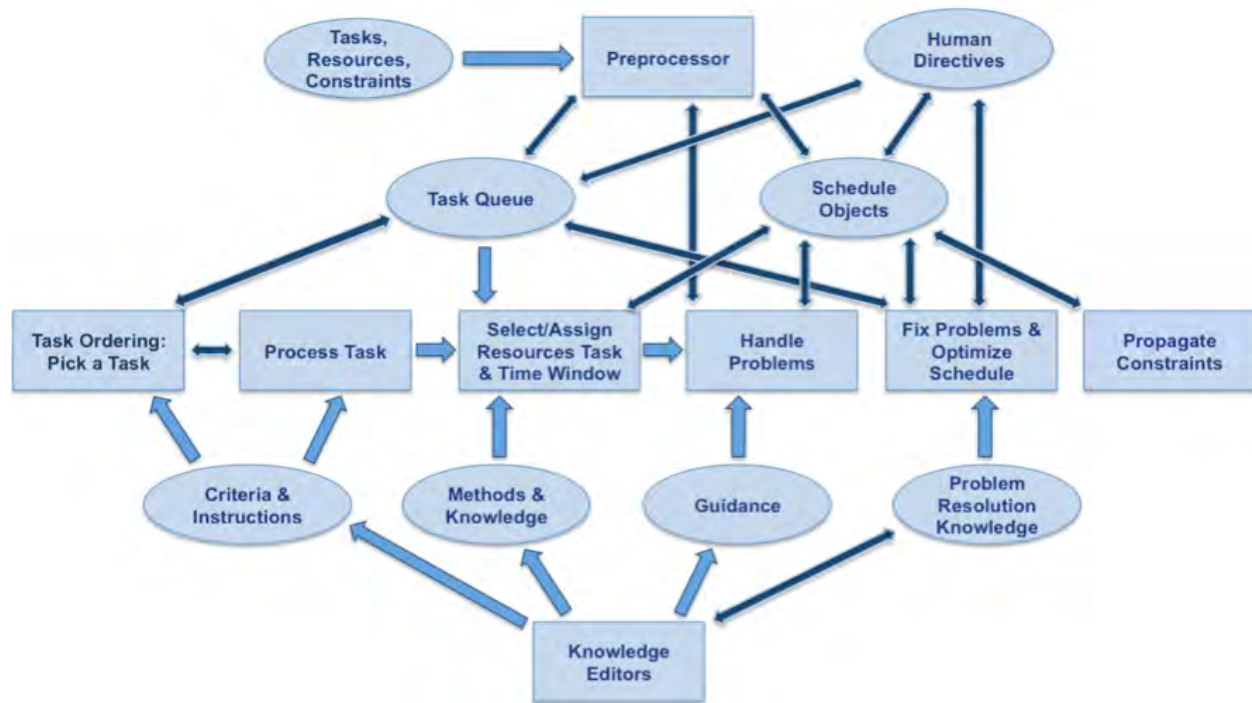 Tasks,
Resources,
Constraints
Preprocessor
Human
Directives
Task Queue
Schedule
Objects
Task Ordering:
Pick a Task
Process Task
Select/Assign
Resources Task
& Time Window
Handle
Problems
Fix Problems &
Optimize
Schedule
Propagate
Constraints
Criteria &
Instructions
Methods &
Knowledge
Guidance
Problem
Resolution
Knowledge
Knowledge
Editors